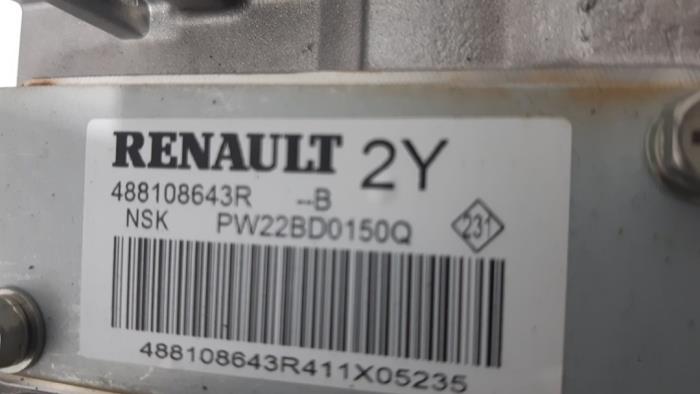 RENAULT 2Y
488108643R --B
NSK PW22BD0150Q 231
488108643R411X05235